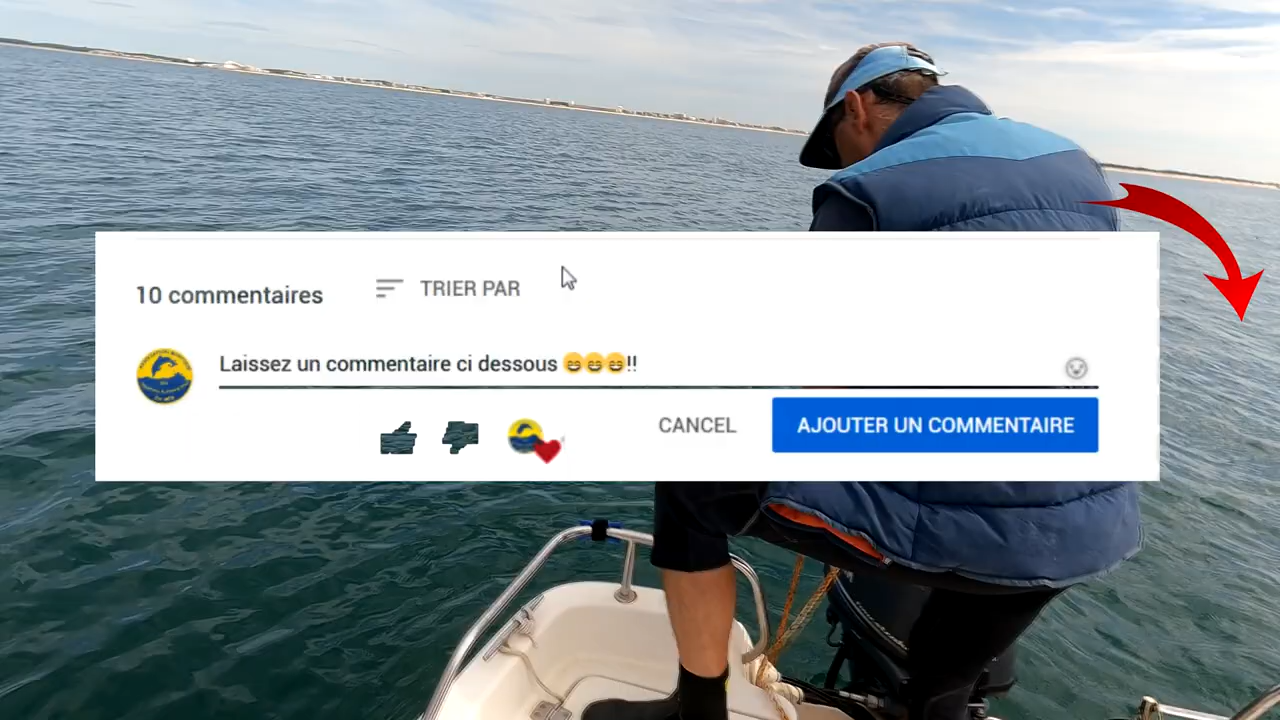 10 commentaires
TRIER PAR
Laissez un commentaire ci dessous 😄😄😄!!
CANCEL
AJOUTER UN COMMENTAIRE